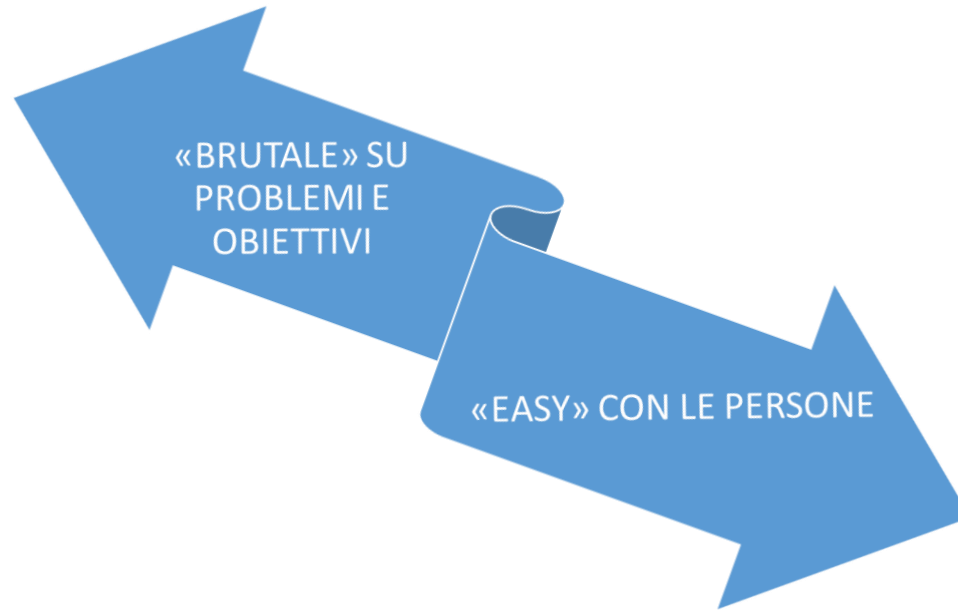 «BRUTALE» SU
PROBLEMI E
OBIETTIVI
«EASY» CON LE PERSONE